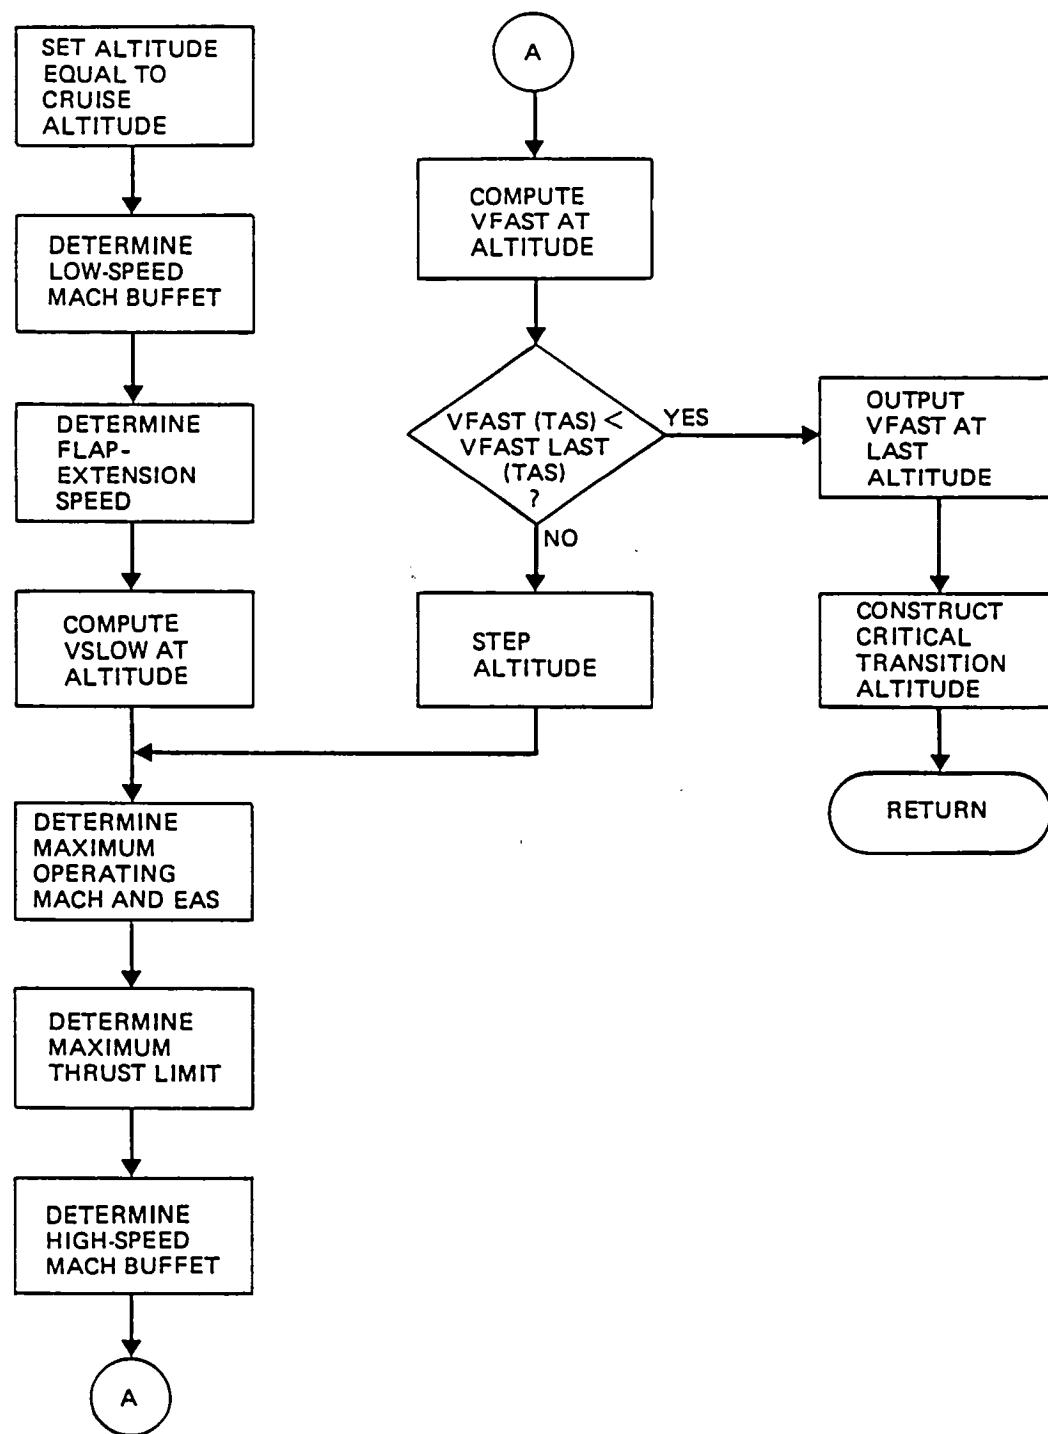 SET ALTITUDE
EQUAL TO
CRUISE
ALTITUDE
DETERMINE
LOW-SPEED
MACH BUFFET
DETERMINE
FLAP-
EXTENSION
SPEED
COMPUTE
VSLOW AT
ALTITUDE
DETERMINE
MAXIMUM
OPERATING
MACH AND EAS
DETERMINE
MAXIMUM
THRUST LIMIT
DETERMINE
HIGH-SPEED
MACH BUFFET
A
A
COMPUTE
VFAST AT
ALTITUDE
VFAST (TAS) <
VFAST LAST
(TAS)
?
YES
NO
STEP
ALTITUDE
OUTPUT
VFAST AT
LAST
ALTITUDE
CONSTRUCT
CRITICAL
TRANSITION
ALTITUDE
RETURN